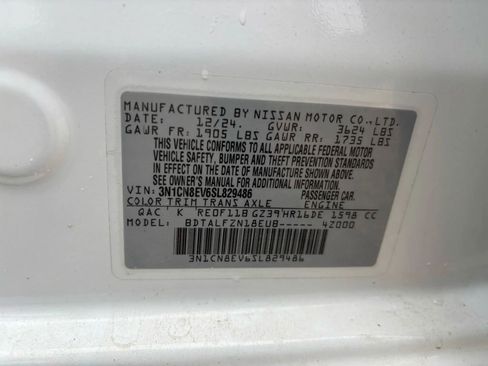 MANUFACTURED BY NISSAN MOTOR CO.,LTD.
DATE: 12/24. GVWR: 3624 LBS
GAWR FR: 1905 LBS GAWR RR: 1735 LBS
THIS VEHICLE CONFORMS TO ALL APPLICABLE FEDERAL MOTOR
VEHICLE SAFETY, BUMPER AND THEFT PREVENTION STANDARDS
IN EFFECT ON THE DATE OF MANUFACTURE SHOWN ABOVE.
SEE OWNER'S MANUAL FOR ADDITIONAL INFORMATION
VIN: 3N1CN8EV6SL829486 PASSENGER CAR.
COLOR TRIM TRANS AXLE ENGINE
QAC K RE0F11B GZ39 HR16DE 1598 CC
MODEL: BDTALFZN18EUB----- 42000
3N1CN8EV6SL829486